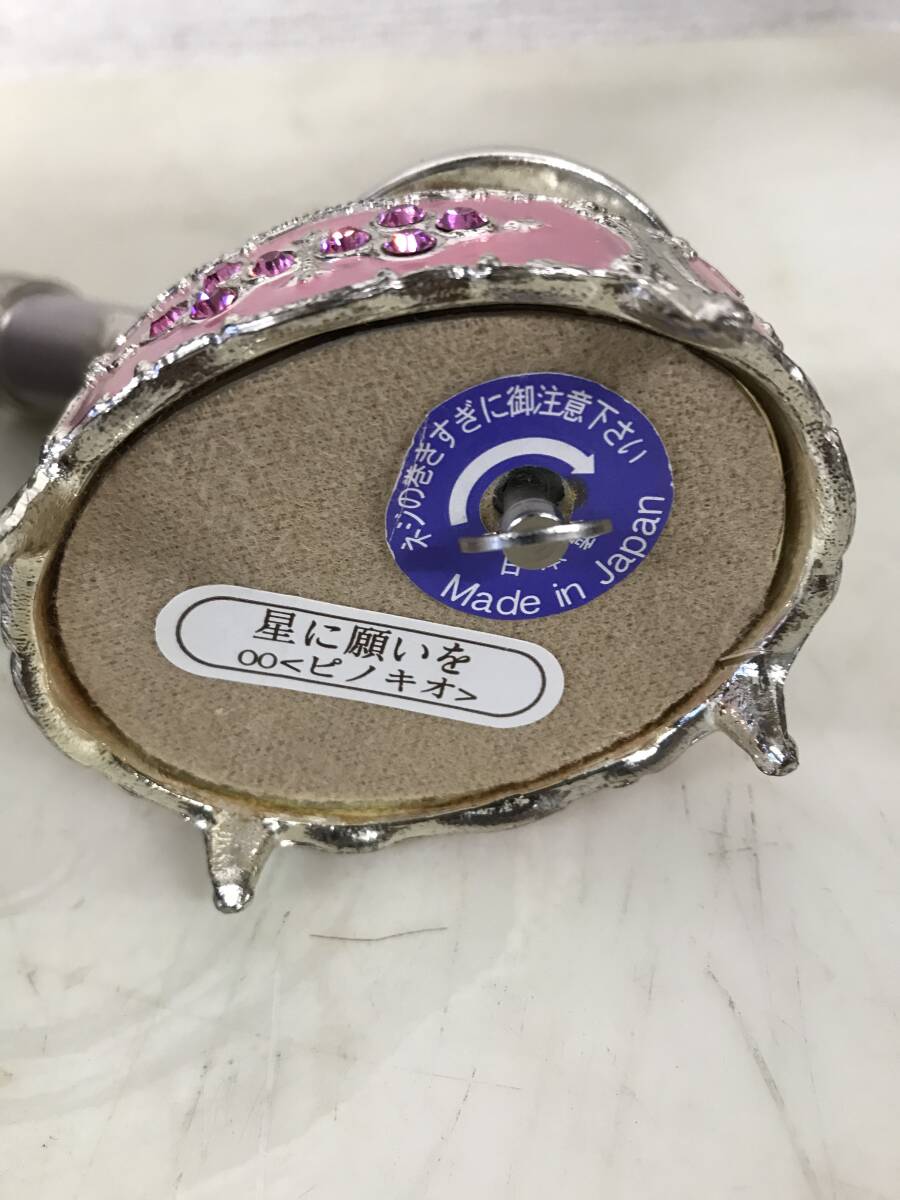 ネジの巻きすぎに御注意下さい
Made in Japan
星に願いを
OO<ピノキオ>